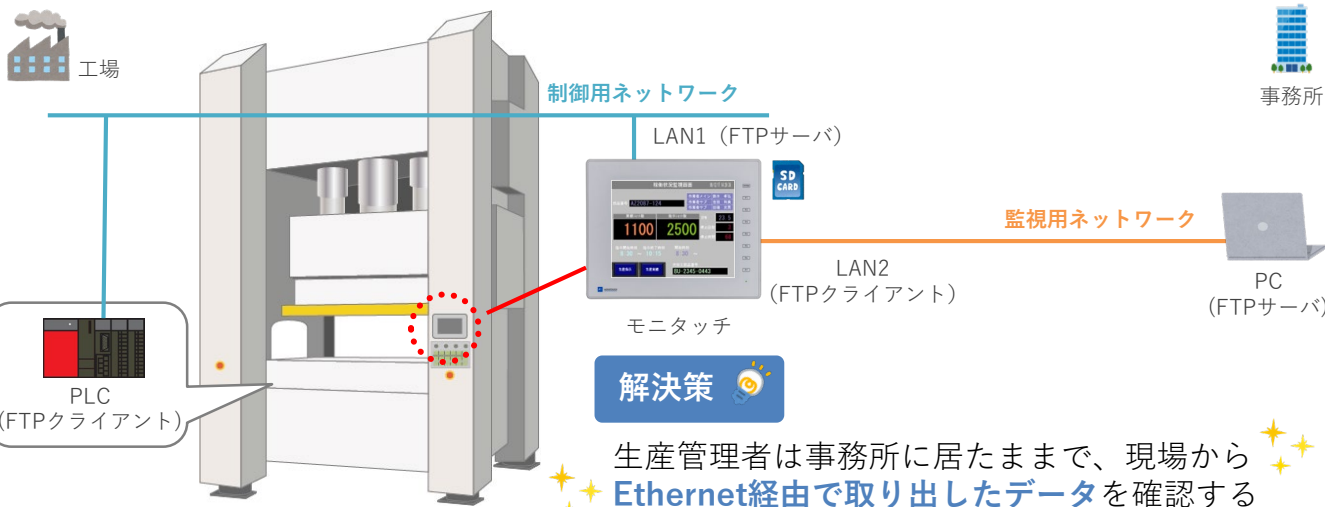 工場
事務所
制御用ネットワーク
LAN1（FTPサーバ）
SD
CARD
1100 2500
BU-2345-0443
監視用ネットワーク
LAN2
（FTPクライアント）
PC
（FTPサーバ）
モニタッチ
PLC
（FTPクライアント）
解決策
生産管理者は事務所に居たままで、現場から
Ethernet経由で取り出したデータを確認する